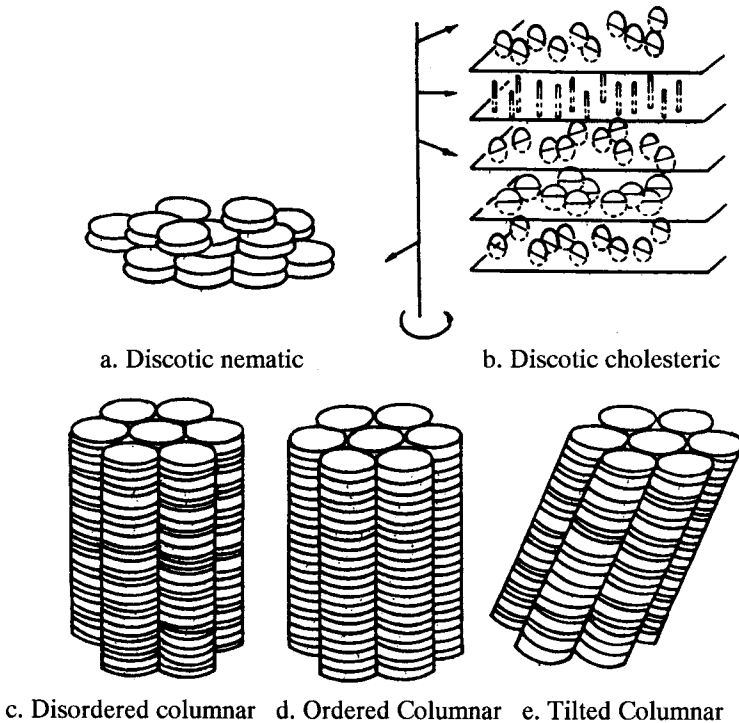 a. Discotic nematic
b. Discotic cholesteric
c. Disordered columnar
d. Ordered Columnar
e. Tilted Columnar